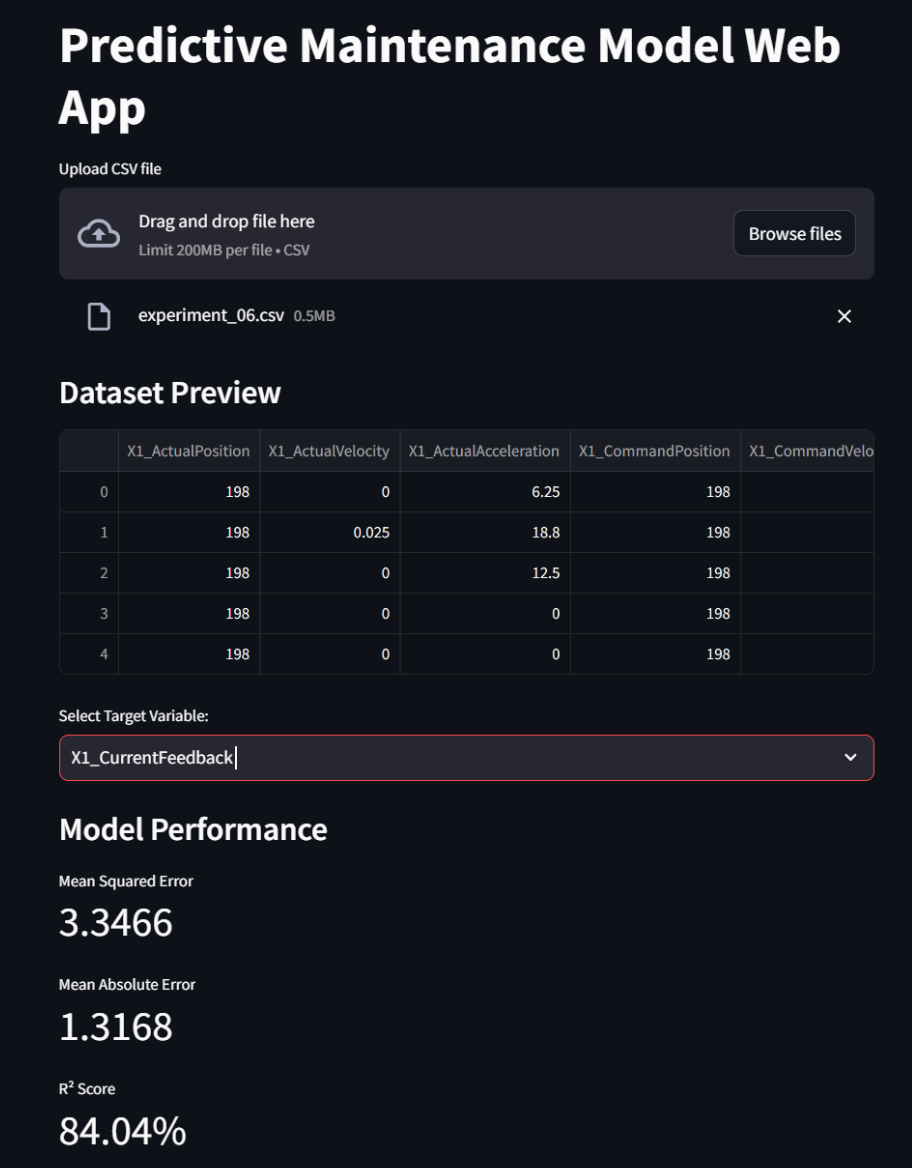 Predictive Maintenance Model Web
App
Upload CSV file
Drag and drop file here
Limit 200MB per file • CSV
Browse files
experiment_06.csv 0.5MB
Dataset Preview
X1_ActualPosition X1_ActualVelocity X1_ActualAcceleration X1_CommandPosition X1_CommandVelo
0 198 0 6.25 198
1 198 0.025 18.8 198
2 198 0 12.5 198
3 198 0 0 198
4 198 0 0 198
Select Target Variable:
X1_CurrentFeedback
Model Performance
Mean Squared Error
3.3466
Mean Absolute Error
1.3168
R² Score
84.04%